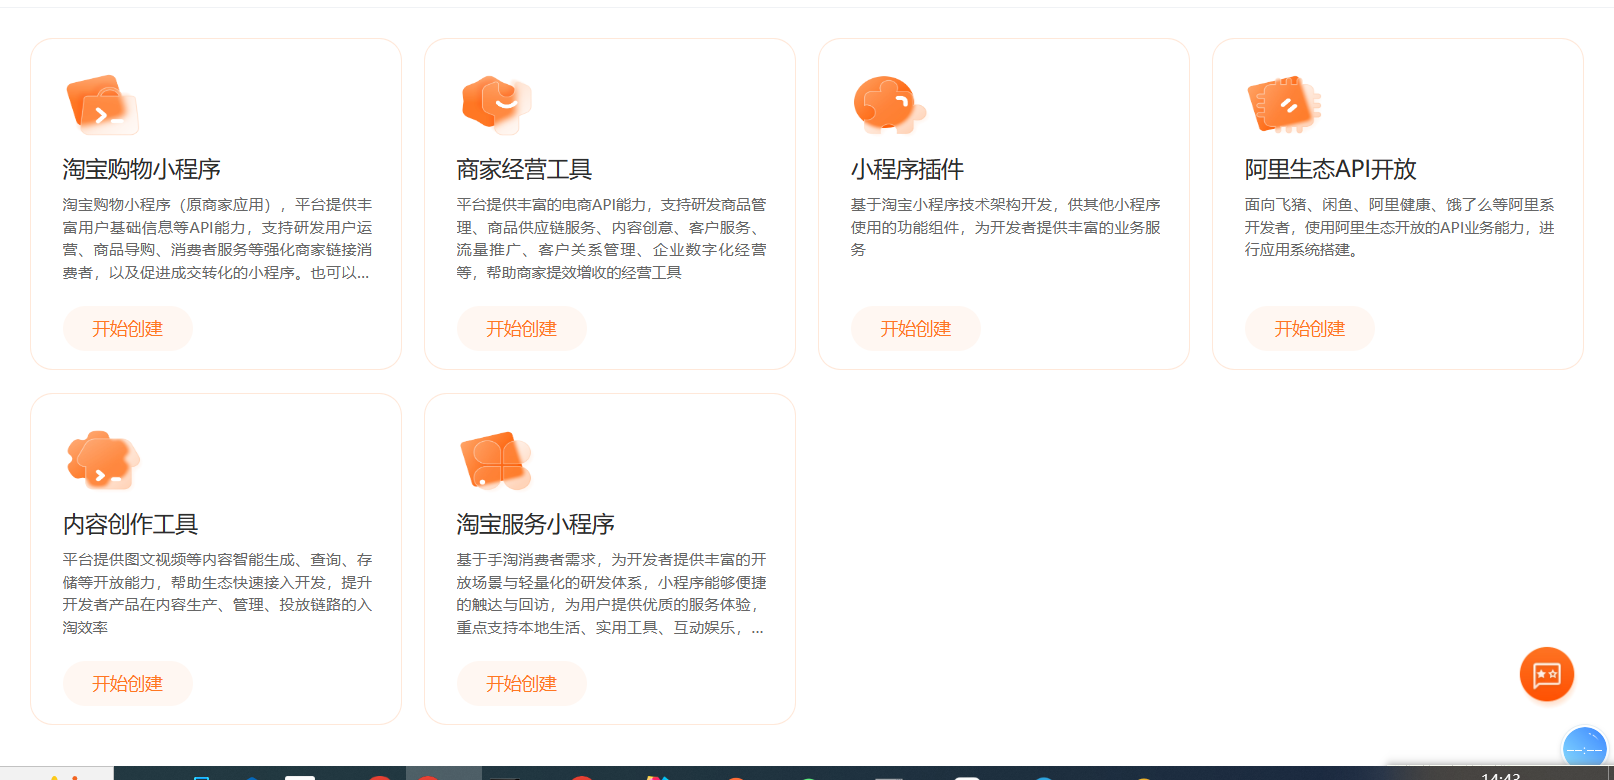 淘宝购物小程序
淘宝购物小程序（原商家应用），平台提供丰
富用户基础信息等API能力，支持研发用户运
营、商品导购、消费者服务等强化商家链接消
费者，以及促进成交转化的小程序。也可以...
开始创建
商家经营工具
平台提供丰富的电商API能力，支持研发商品管
理、商品供应链服务、内容创意、客户服务、
流量推广、客户关系管理、企业数字化经营
等，帮助商家提效增收的经营工具
开始创建
小程序插件
基于淘宝小程序技术架构开发，供其他小程序
使用的功能组件，为开发者提供丰富的业务服
务
开始创建
阿里生态API开放
面向飞猪、闲鱼、阿里健康、饿了么等阿里系
开发者，使用阿里生态开放的API业务能力，进
行应用系统搭建。
开始创建
内容创作工具
平台提供图文视频等内容智能生成、查询、存
储等开放能力，帮助生态快速接入开发，提升
开发者产品在内容生产、管理、投放链路的入
淘效率
开始创建
淘宝服务小程序
基于手淘消费者需求，为开发者提供丰富的开
放场景与轻量化的研发体系，小程序能够便捷
的触达与回访，为用户提供优质的服务体验，
重点支持本地生活、实用工具、互动娱乐，...
开始创建
--:--
14:43